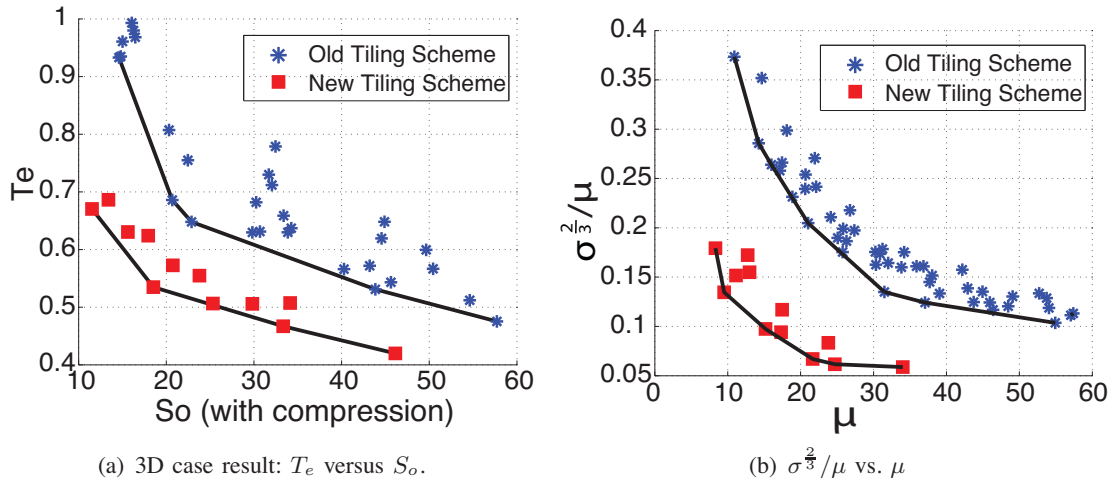 1
0.9
0.8
0.7
0.6
0.5
0.4
Te
Old Tiling Scheme
New Tiling Scheme
10 20 30 40 50 60
So (with compression)
(a) 3D case result: Tₑ versus Sₒ.
0.4
0.35
0.3
0.25
0.2
0.15
0.1
0.05
σ^{2/3}/μ
Old Tiling Scheme
New Tiling Scheme
0 10 20 30 40 50 60
μ
(b) σ^{2/3}/μ vs. μ